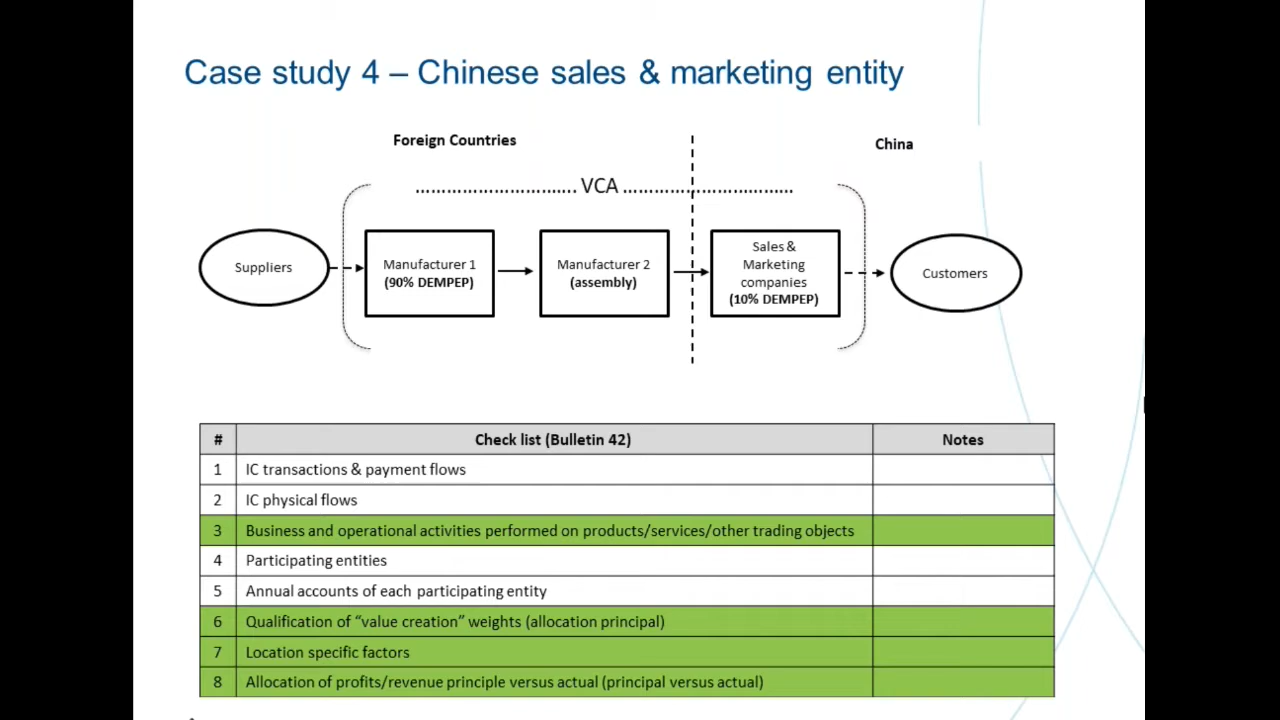 Case study 4 – Chinese sales & marketing entity
Foreign Countries
China
............................ VCA ..............................
Suppliers
Manufacturer 1
(90% DEMPEP)
Manufacturer 2
(assembly)
Sales &
Marketing
companies
(10% DEMPEP)
Customers
# Check list (Bulletin 42) Notes
1 IC transactions & payment flows
2 IC physical flows
3 Business and operational activities performed on products/services/other trading objects
4 Participating entities
5 Annual accounts of each participating entity
6 Qualification of “value creation” weights (allocation principal)
7 Location specific factors
8 Allocation of profits/revenue principle versus actual (principal versus actual)